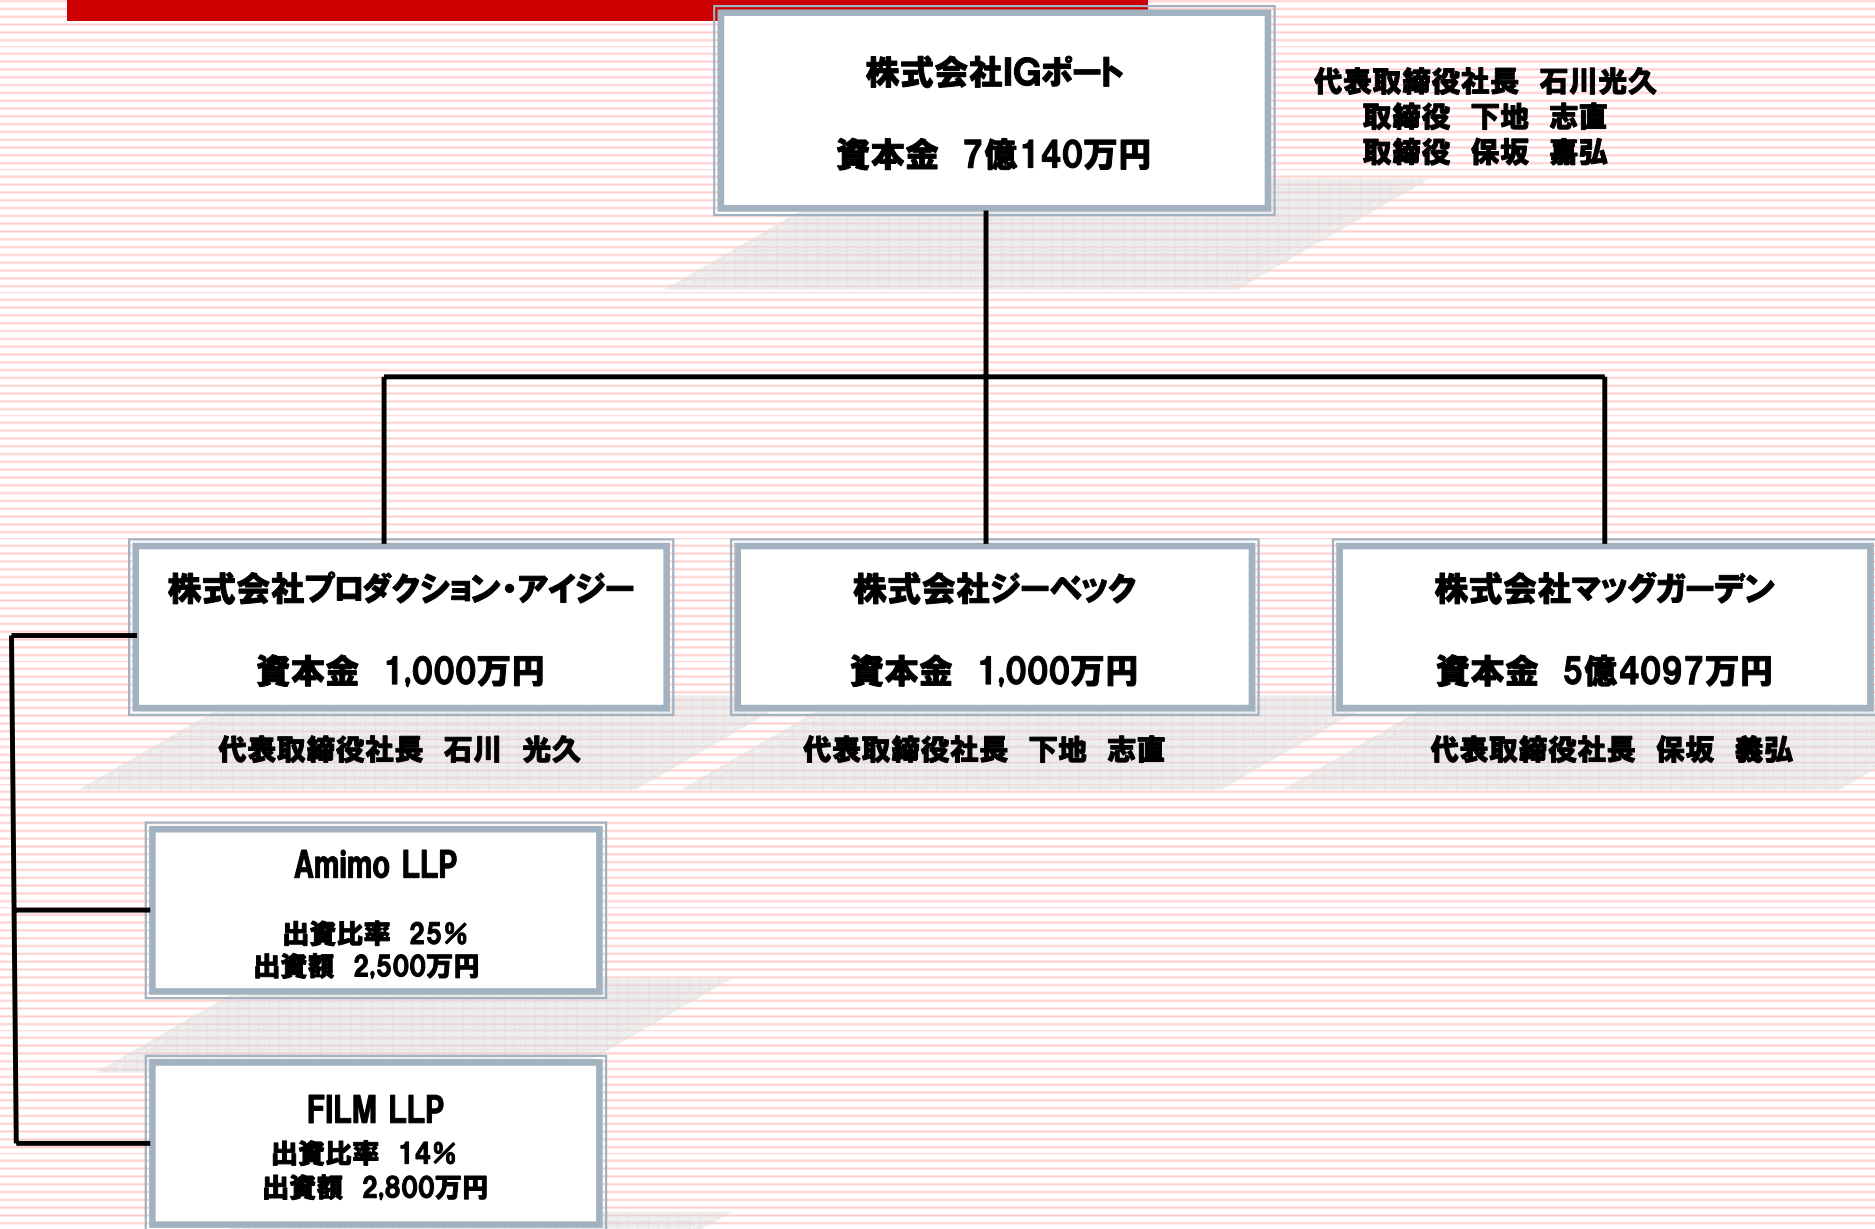 株式会社IGポート
資本金　7億140万円
代表取締役社長　石川光久
取締役　下地　志直
取締役　保坂　嘉弘
株式会社プロダクション・アイジー
資本金　1,000万円
代表取締役社長　石川　光久
株式会社ジーベック
資本金　1,000万円
代表取締役社長　下地　志直
株式会社マッグガーデン
資本金　5億4097万円
代表取締役社長　保坂　義弘
Amimo LLP
出資比率　25%
出資額　2,500万円
FILM LLP
出資比率　14%
出資額　2,800万円